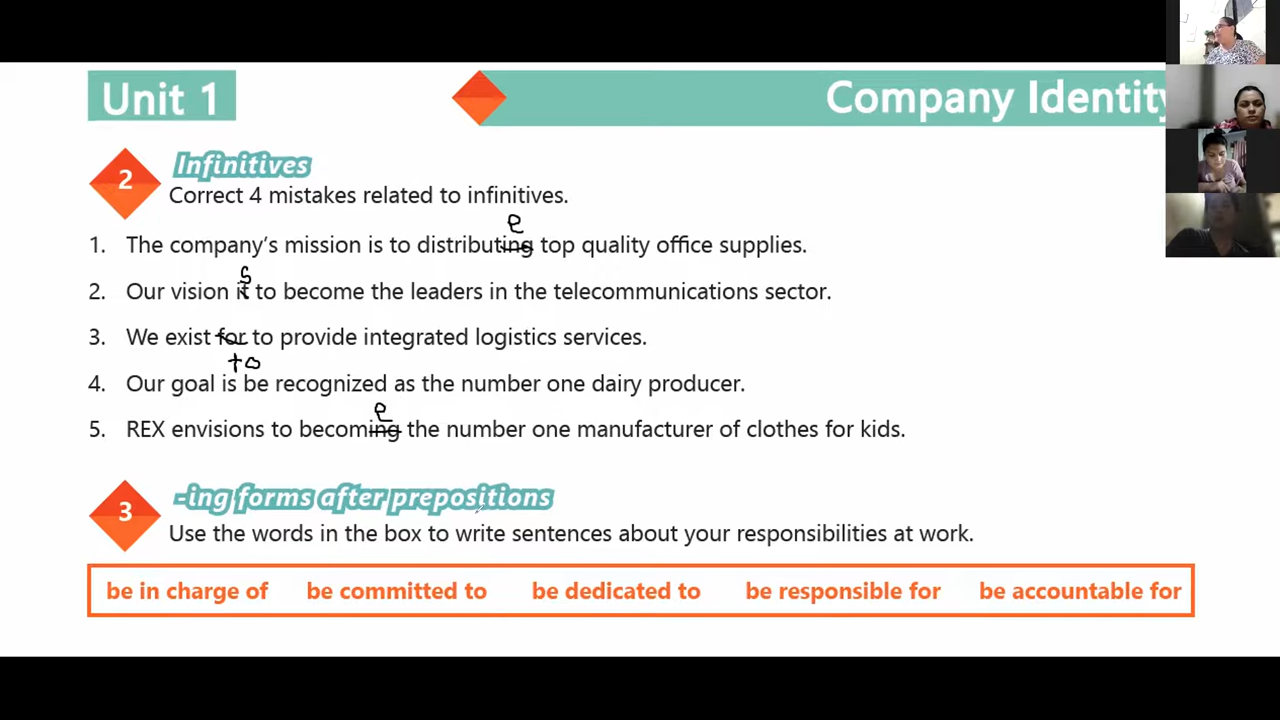 Unit 1
Company Identity
2
Infinitives
Correct 4 mistakes related to infinitives.
e
1. The company's mission is to distributing top quality office supplies.
s
2. Our vision it to become the leaders in the telecommunications sector.
3. We exist for to provide integrated logistics services.
to
4. Our goal is be recognized as the number one dairy producer.
e
5. REX envisions to becoming the number one manufacturer of clothes for kids.
3
-ing forms after prepositions
Use the words in the box to write sentences about your responsibilities at work.
be in charge of be committed to be dedicated to be responsible for be accountable for